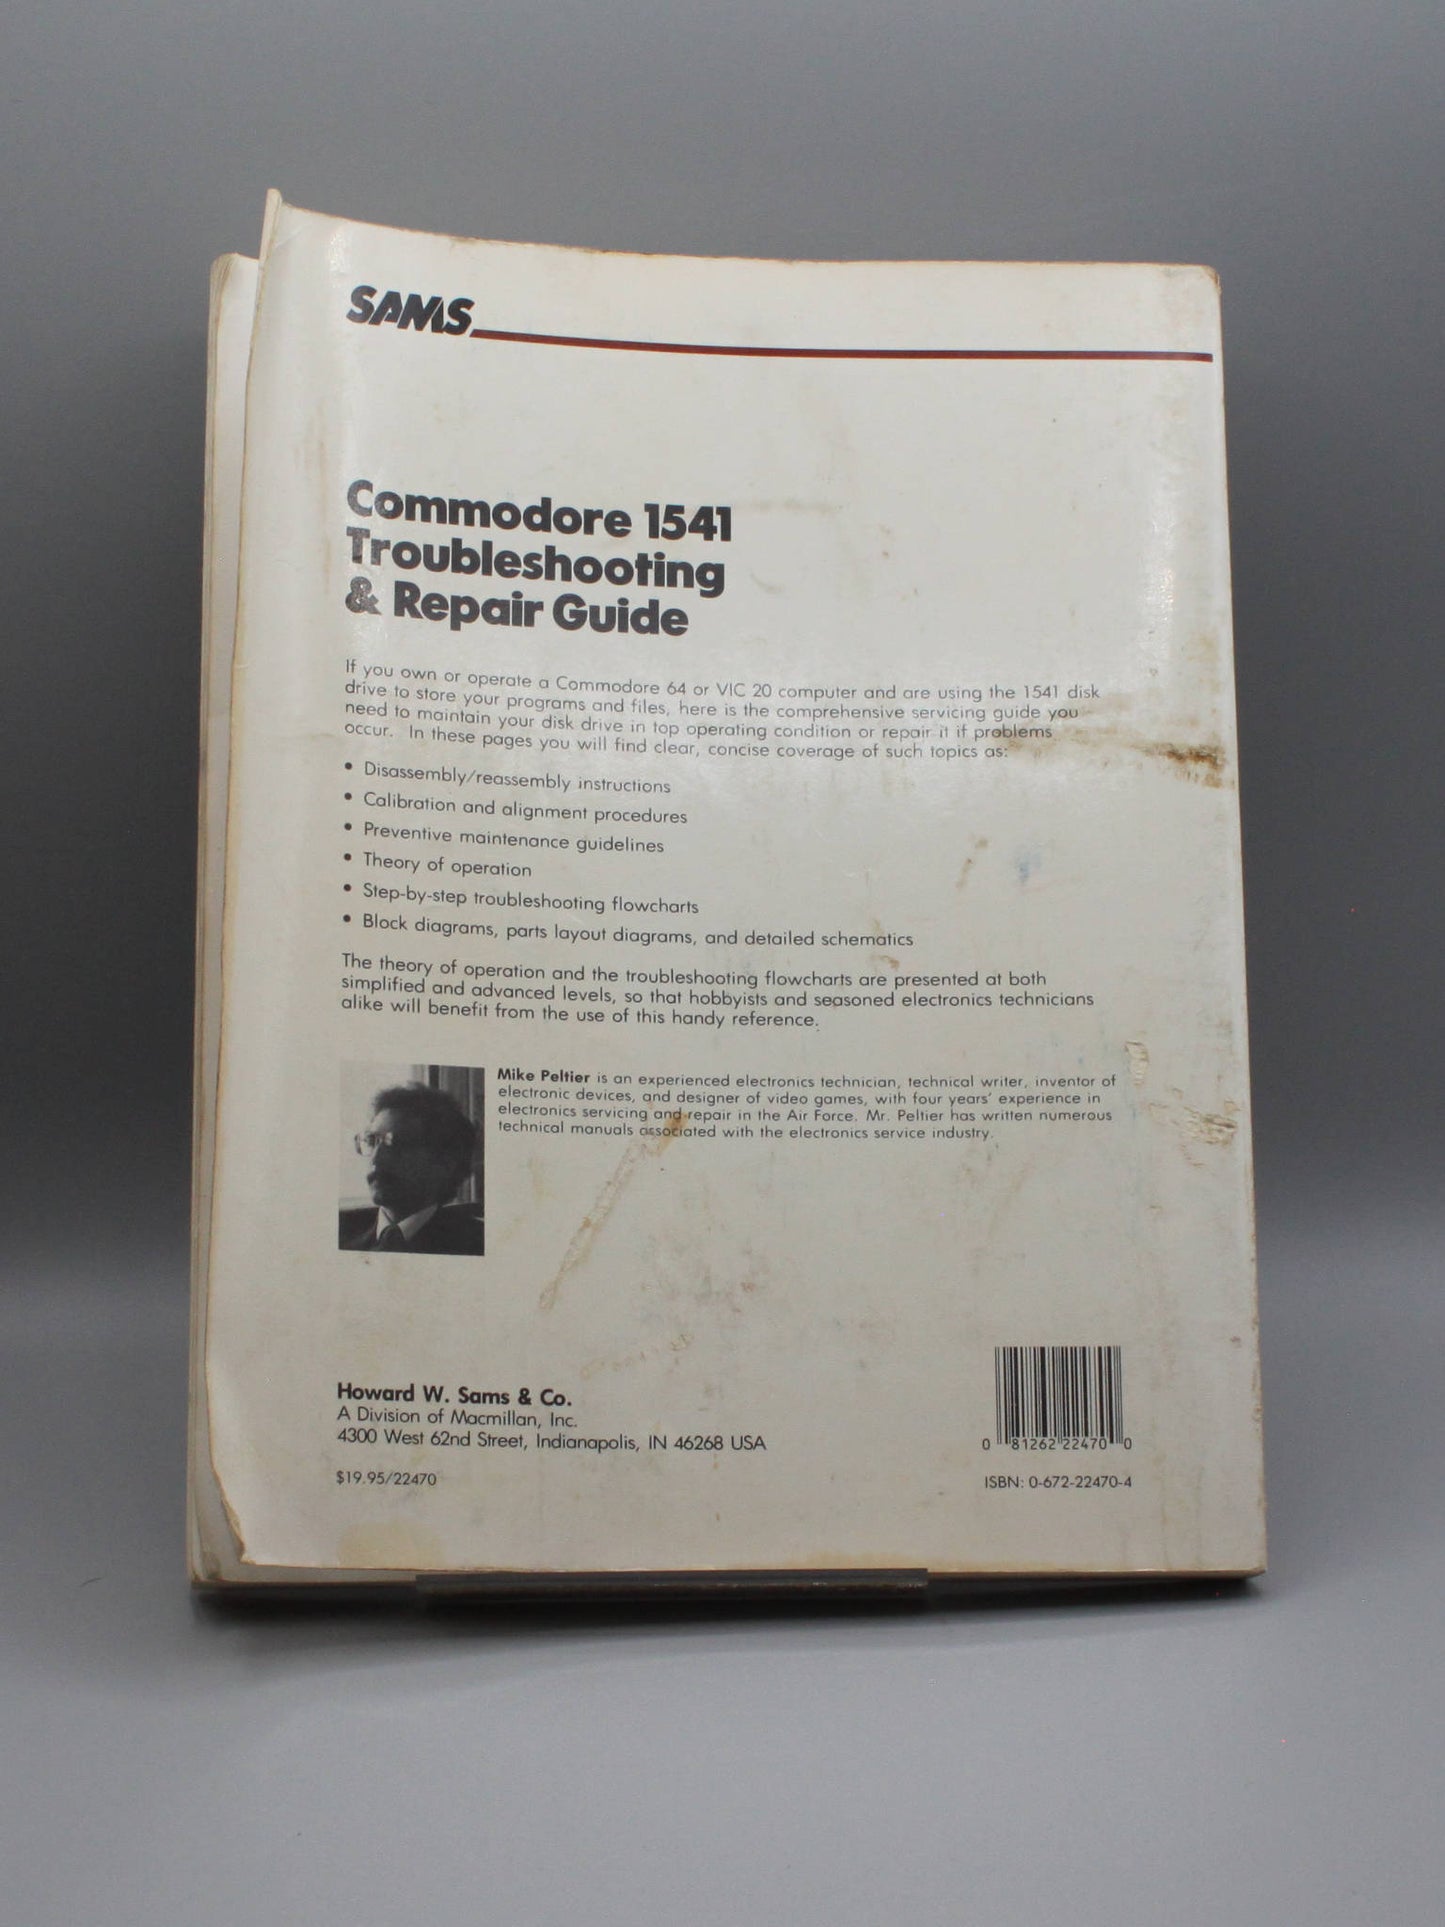 SAMS
Commodore 1541
Troubleshooting
& Repair Guide
If you own or operate a Commodore 64 or VIC 20 computer and are using the 1541 disk
drive to store your programs and files, here is the comprehensive servicing guide you
need to maintain your disk drive in top operating condition or repair it if problems
occur. In these pages you will find clear, concise coverage of such topics as:
• Disassembly/reassembly instructions
• Calibration and alignment procedures
• Preventive maintenance guidelines
• Theory of operation
• Step-by-step troubleshooting flowcharts
• Block diagrams, parts layout diagrams, and detailed schematics
The theory of operation and the troubleshooting flowcharts are presented at both
simplified and advanced levels, so that hobbyists and seasoned electronics technicians
alike will benefit from the use of this handy reference.
Mike Peltier is an experienced electronics technician, technical writer, inventor of
electronic devices, and designer of video games, with four years' experience in
electronics servicing and repair in the Air Force. Mr. Peltier has written numerous
technical manuals associated with the electronics service industry.
Howard W. Sams & Co.
A Division of Macmillan, Inc.
4300 West 62nd Street, Indianapolis, IN 46268 USA
$19.95/22470
0 81262 22470 0
ISBN: 0-672-22470-4